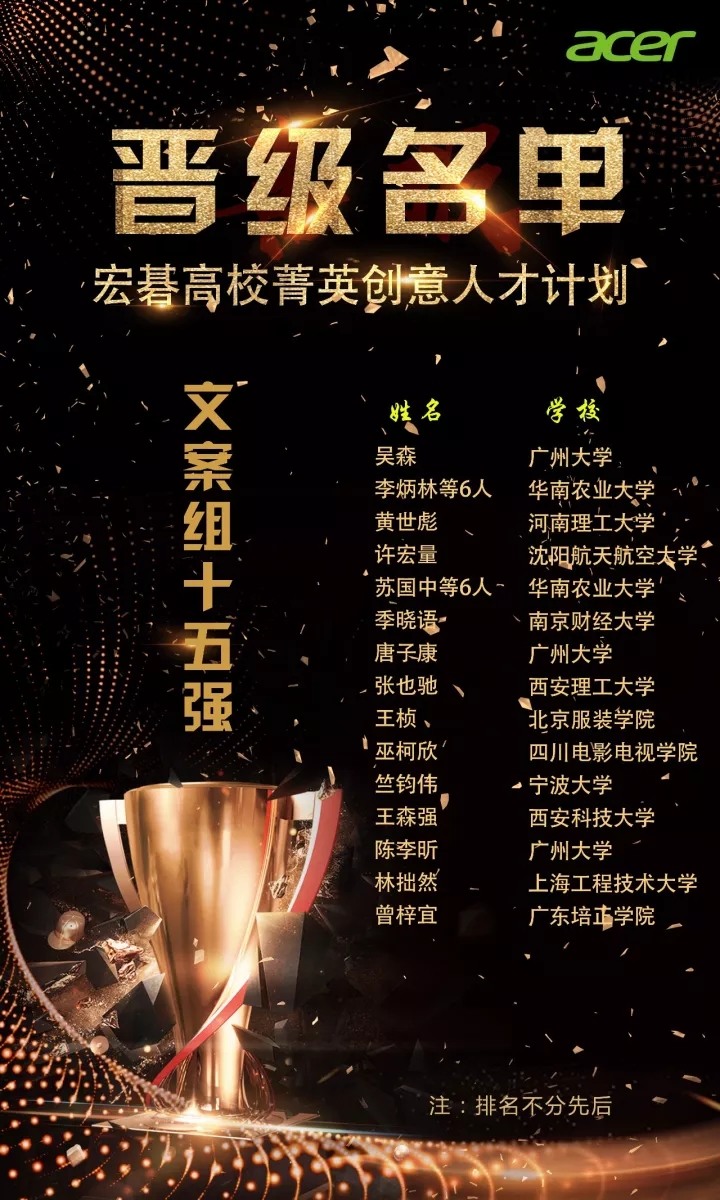 acer
晋级名单
宏碁高校菁英创意人才计划
文案组十五强
姓名 学校
吴森 广州大学
李炳林等6人 华南农业大学
黄世彪 河南理工大学
许宏量 沈阳航天航空大学
苏国中等6人 华南农业大学
季晓语 南京财经大学
唐子康 广州大学
张也驰 西安理工大学
王桢 北京服装学院
巫柯欣 四川电影电视学院
竺钧伟 宁波大学
王森强 西安科技大学
陈李昕 广州大学
林拙然 上海工程技术大学
曾梓宜 广东培正学院
注：排名不分先后